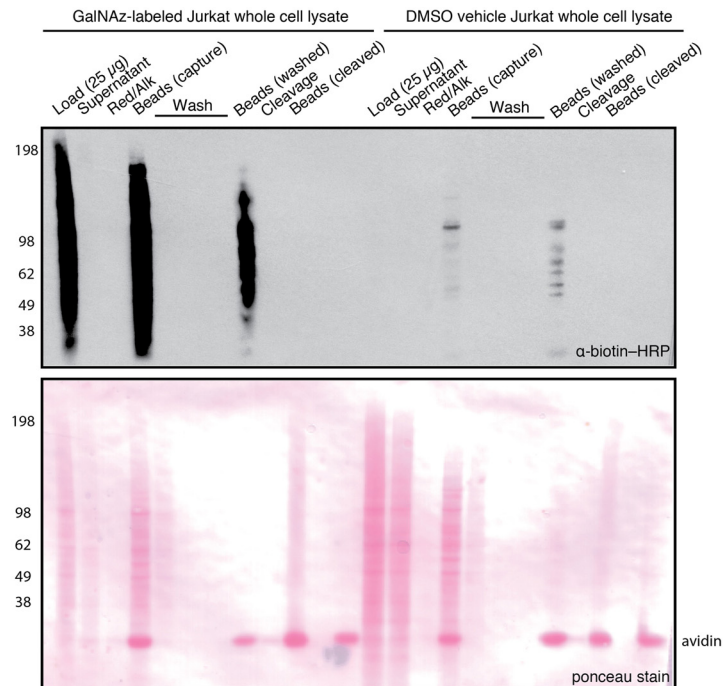 GalNAz-labeled Jurkat whole cell lysate
DMSO vehicle Jurkat whole cell lysate
Load (25 µg)
Supernatant
Red/Alk
Beads (capture)
Wash
Beads (washed)
Cleavage
Beads (cleaved)
Load (25 µg)
Supernatant
Red/Alk
Beads (capture)
Wash
Beads (washed)
Cleavage
Beads (cleaved)
198
98
62
49
38
α-biotin–HRP
198
98
62
49
38
avidin
ponceau stain